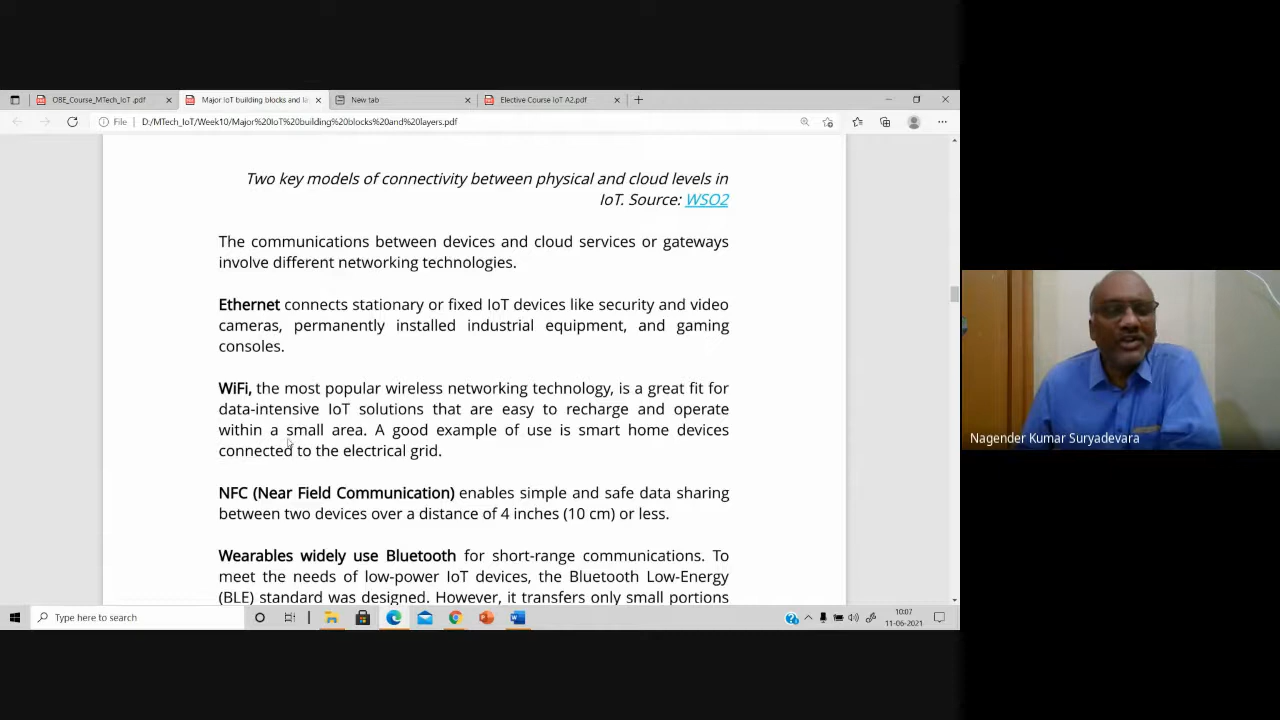 OBE_Course_MTech_IoT .pdf
Major IoT building blocks and la
New tab
Elective Course IoT A2.pdf
File
D:/MTech_IoT/Week10/Major%20IoT%20building%20blocks%20and%20layers.pdf
Two key models of connectivity between physical and cloud levels in
IoT. Source: WSO2
The communications between devices and cloud services or gateways
involve different networking technologies.
Ethernet connects stationary or fixed IoT devices like security and video
cameras, permanently installed industrial equipment, and gaming
consoles.
WiFi, the most popular wireless networking technology, is a great fit for
data-intensive IoT solutions that are easy to recharge and operate
within a small area. A good example of use is smart home devices
connected to the electrical grid.
NFC (Near Field Communication) enables simple and safe data sharing
between two devices over a distance of 4 inches (10 cm) or less.
Wearables widely use Bluetooth for short-range communications. To
meet the needs of low-power IoT devices, the Bluetooth Low-Energy
(BLE) standard was designed. However, it transfers only small portions
Nagender Kumar Suryadevara
Type here to search
10:07
11-06-2021